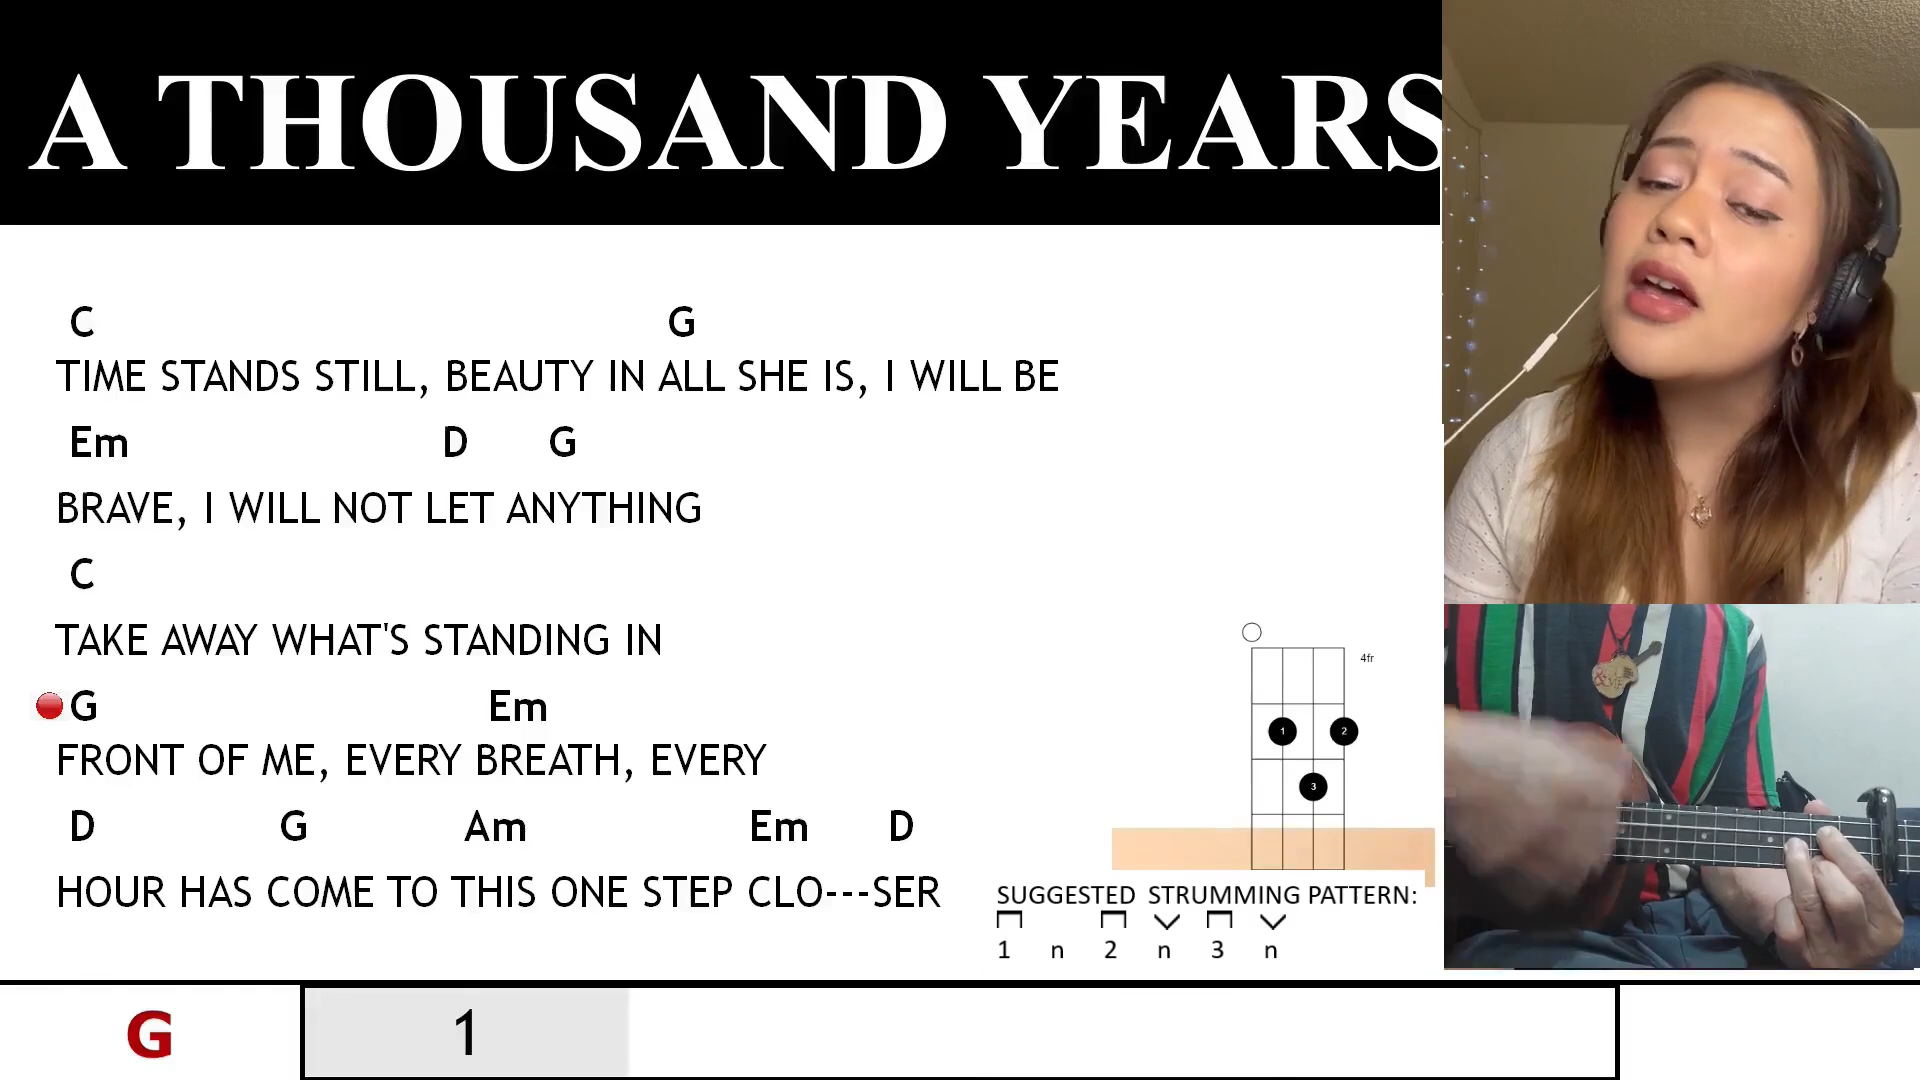 A THOUSAND YEARS
C G
TIME STANDS STILL, BEAUTY IN ALL SHE IS, I WILL BE
Em D G
BRAVE, I WILL NOT LET ANYTHING
C
TAKE AWAY WHAT'S STANDING IN
G Em
FRONT OF ME, EVERY BREATH, EVERY
D G Am Em D
HOUR HAS COME TO THIS ONE STEP CLO---SER
4fr
1 2
3
SUGGESTED STRUMMING PATTERN:
1 n 2 n 3 n
G 1